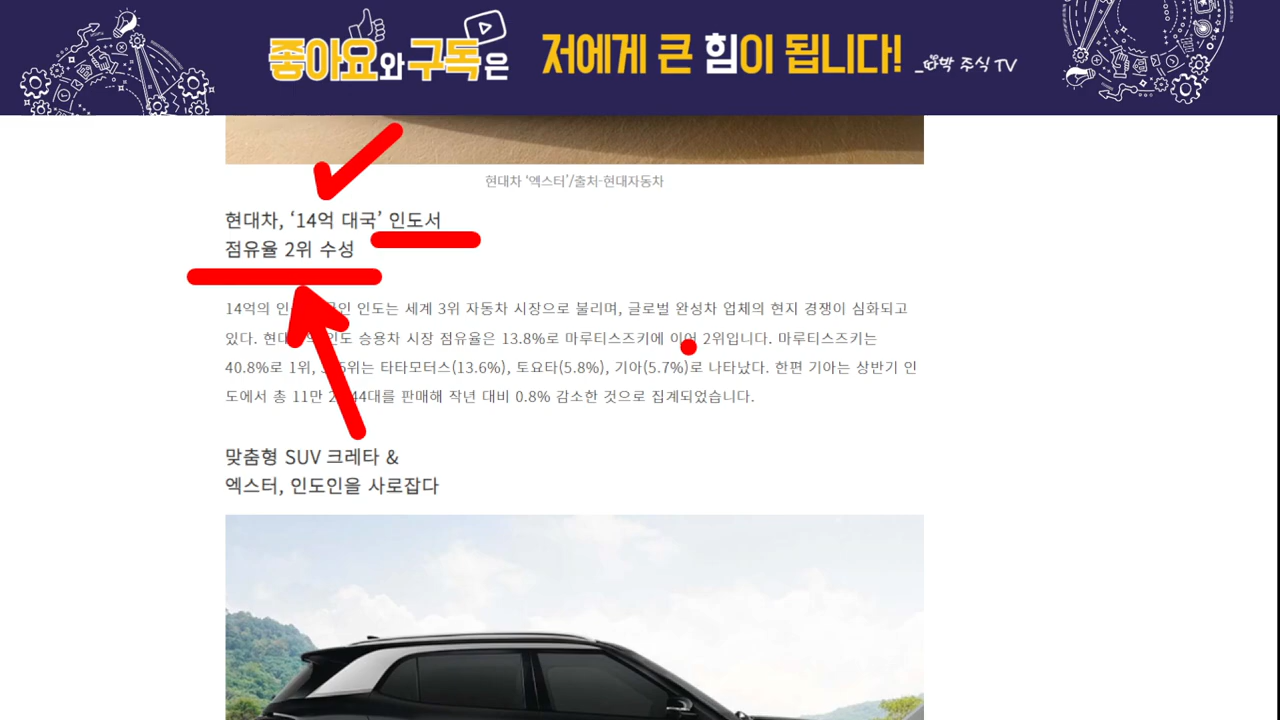 좋아요와 구독은 저에게 큰 힘이 됩니다! _대박 주식 TV
현대차 '엑스터'/출처-현대자동차
현대차, ‘14억 대국’ 인도서
점유율 2위 수성
14억의 인 인 인도는 세계 3위 자동차 시장으로 불리며, 글로벌 완성차 업체의 현지 경쟁이 심화되고
있다. 현대 인도 승용차 시장 점유율은 13.8%로 마루티스즈키에 이어 2위입니다. 마루티스즈키는
40.8%로 1위, 위는 타타모터스(13.6%), 토요타(5.8%), 기아(5.7%)로 나타났다. 한편 기아는 상반기 인
도에서 총 11만 44대를 판매해 작년 대비 0.8% 감소한 것으로 집계되었습니다.
맞춤형 SUV 크레타 &
엑스터, 인도인을 사로잡다